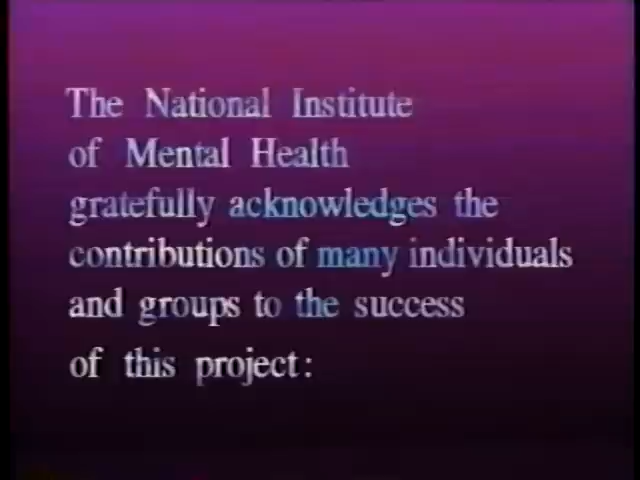 The National Institute
of Mental Health
gratefully acknowledges the
contributions of many individuals
and groups to the success
of this project: